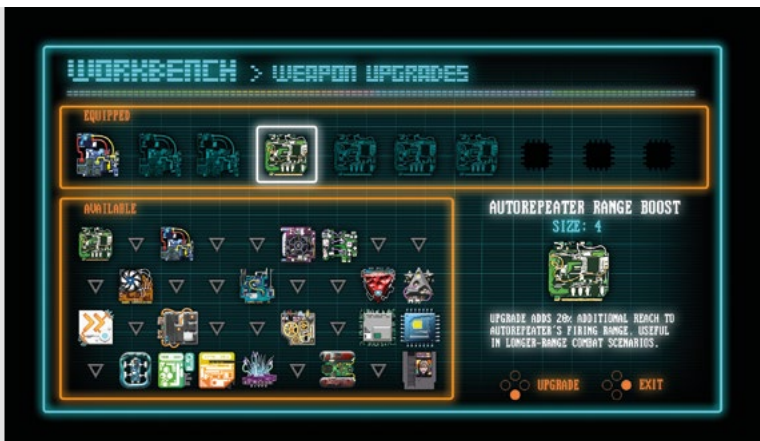 WORKBENCH > WEAPON UPGRADES
EQUIPPED
AVAILABLE
AUTOREPEATER RANGE BOOST
SIZE: 4
UPGRADE ADDS 20% ADDITIONAL REACH TO
AUTOREPEATER'S FIRING RANGE. USEFUL
IN LONGER-RANGE COMBAT SCENARIOS.
UPGRADE
EXIT